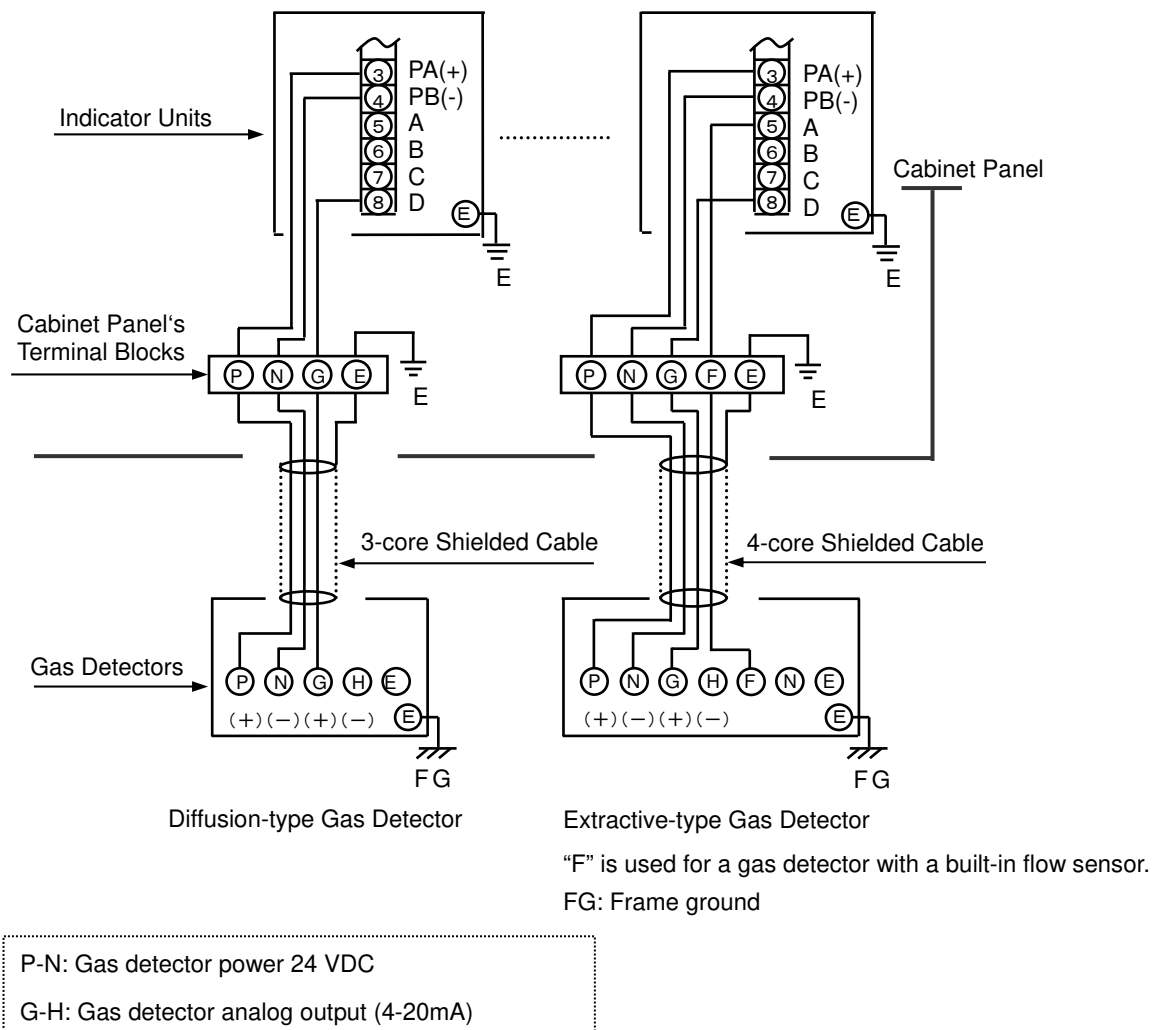 ③ PA(+)
④ PB(-)
⑤ A
⑥ B
⑦ C
⑧ D
E
E
Indicator Units
③ PA(+)
④ PB(-)
⑤ A
⑥ B
⑦ C
⑧ D
E
E
Cabinet Panel
Cabinet Panel‘s
Terminal Blocks
P N G E
E
P N G F E
E
3-core Shielded Cable
4-core Shielded Cable
Gas Detectors
P N G H E
(+)(−)(+)(−)
E
FG
P N G H F N E
(+)(−)(+)(−)
E
FG
Diffusion-type Gas Detector
Extractive-type Gas Detector
“F” is used for a gas detector with a built-in flow sensor.
FG: Frame ground
P-N: Gas detector power 24 VDC
G-H: Gas detector analog output (4-20mA)